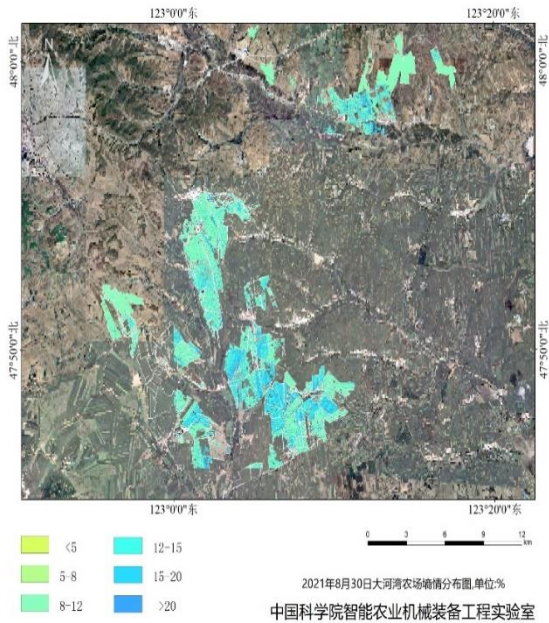 123°0'0"东 123°20'0"东
48°0'0"北 48°0'0"北
N
47°50'0"北 47°50'0"北
123°0'0"东 123°20'0"东
<5 12-15
5-8 15-20
8-12 >20
0 3 6 9 12
km
2021年8月30日大河湾农场墒情分布图,单位:%
中国科学院智能农业机械装备工程实验室